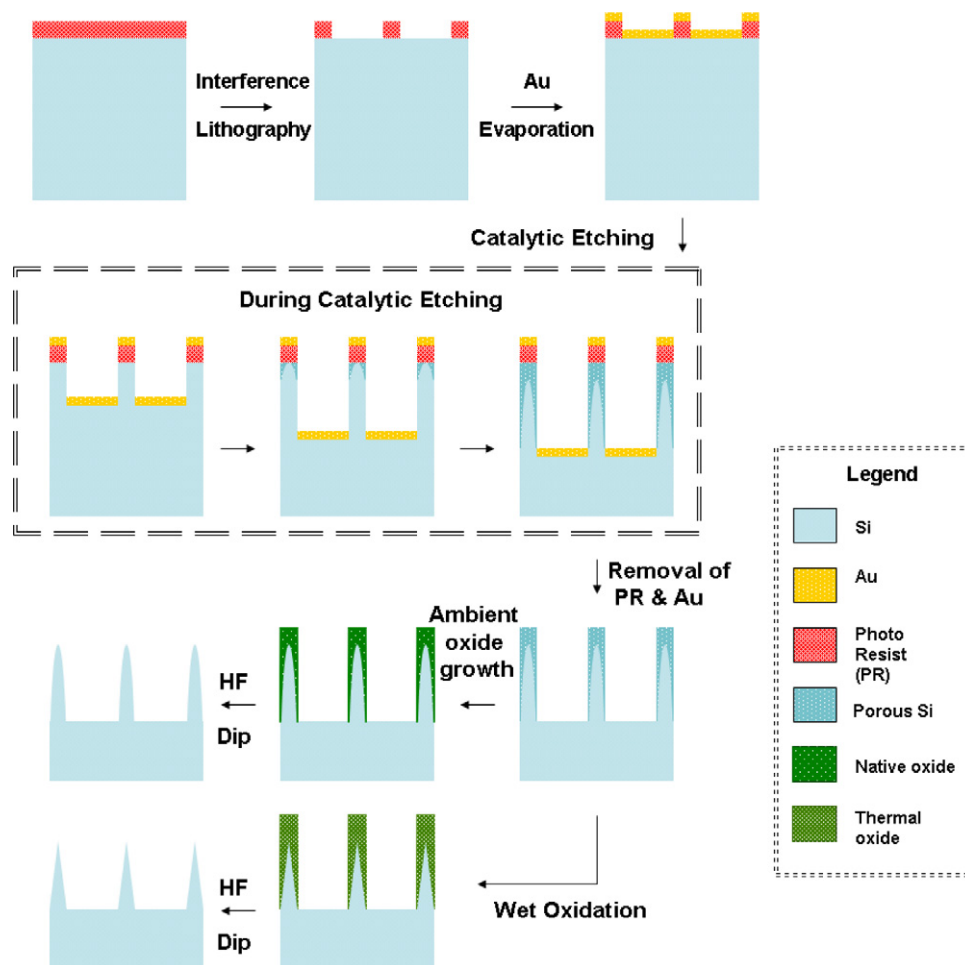 Interference
Lithography
Au
Evaporation
Catalytic Etching
During Catalytic Etching
Removal of
PR & Au
Ambient
oxide
growth
HF
Dip
Wet Oxidation
HF
Dip
Legend
Si
Au
Photo
Resist
(PR)
Porous Si
Native oxide
Thermal
oxide